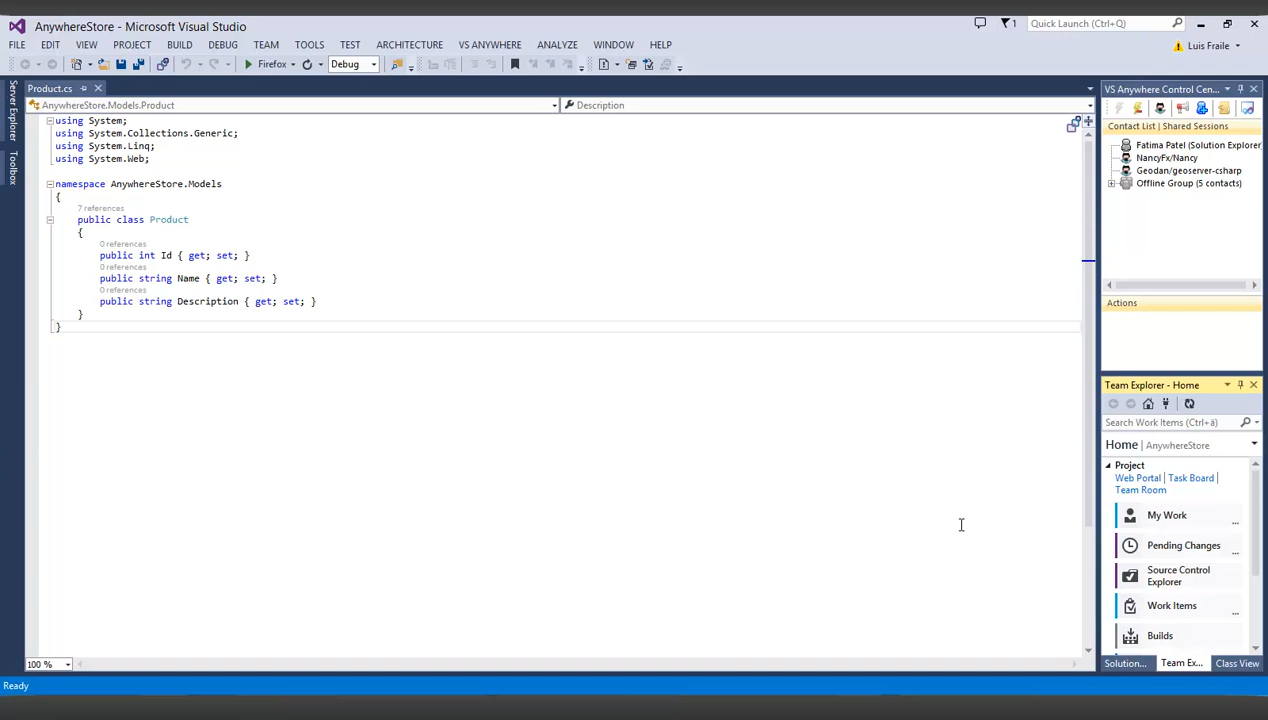 AnywhereStore - Microsoft Visual Studio
1
Quick Launch (Ctrl+Q)
FILE EDIT VIEW PROJECT BUILD DEBUG TEAM TOOLS TEST ARCHITECTURE VS ANYWHERE ANALYZE WINDOW HELP
Luis Fraile
Firefox
Debug
Server Explorer
Toolbox
Product.cs
AnywhereStore.Models.Product
Description
using System;
using System.Collections.Generic;
using System.Linq;
using System.Web;
namespace AnywhereStore.Models
{
7 references
public class Product
{
0 references
public int Id { get; set; }
0 references
public string Name { get; set; }
0 references
public string Description { get; set; }
}
}
100 %
Ready
VS Anywhere Control Cen...
Contact List | Shared Sessions
Fatima Patel (Solution Explorer
NancyFx/Nancy
Geodan/geoserver-csharp
Offline Group (5 contacts)
Actions
Team Explorer - Home
Search Work Items (Ctrl+ä)
Home | AnywhereStore
Project
Web Portal | Task Board |
Team Room
My Work
...
Pending Changes
...
Source Control
Explorer
Work Items
...
Builds
Solution... Team Ex... Class View